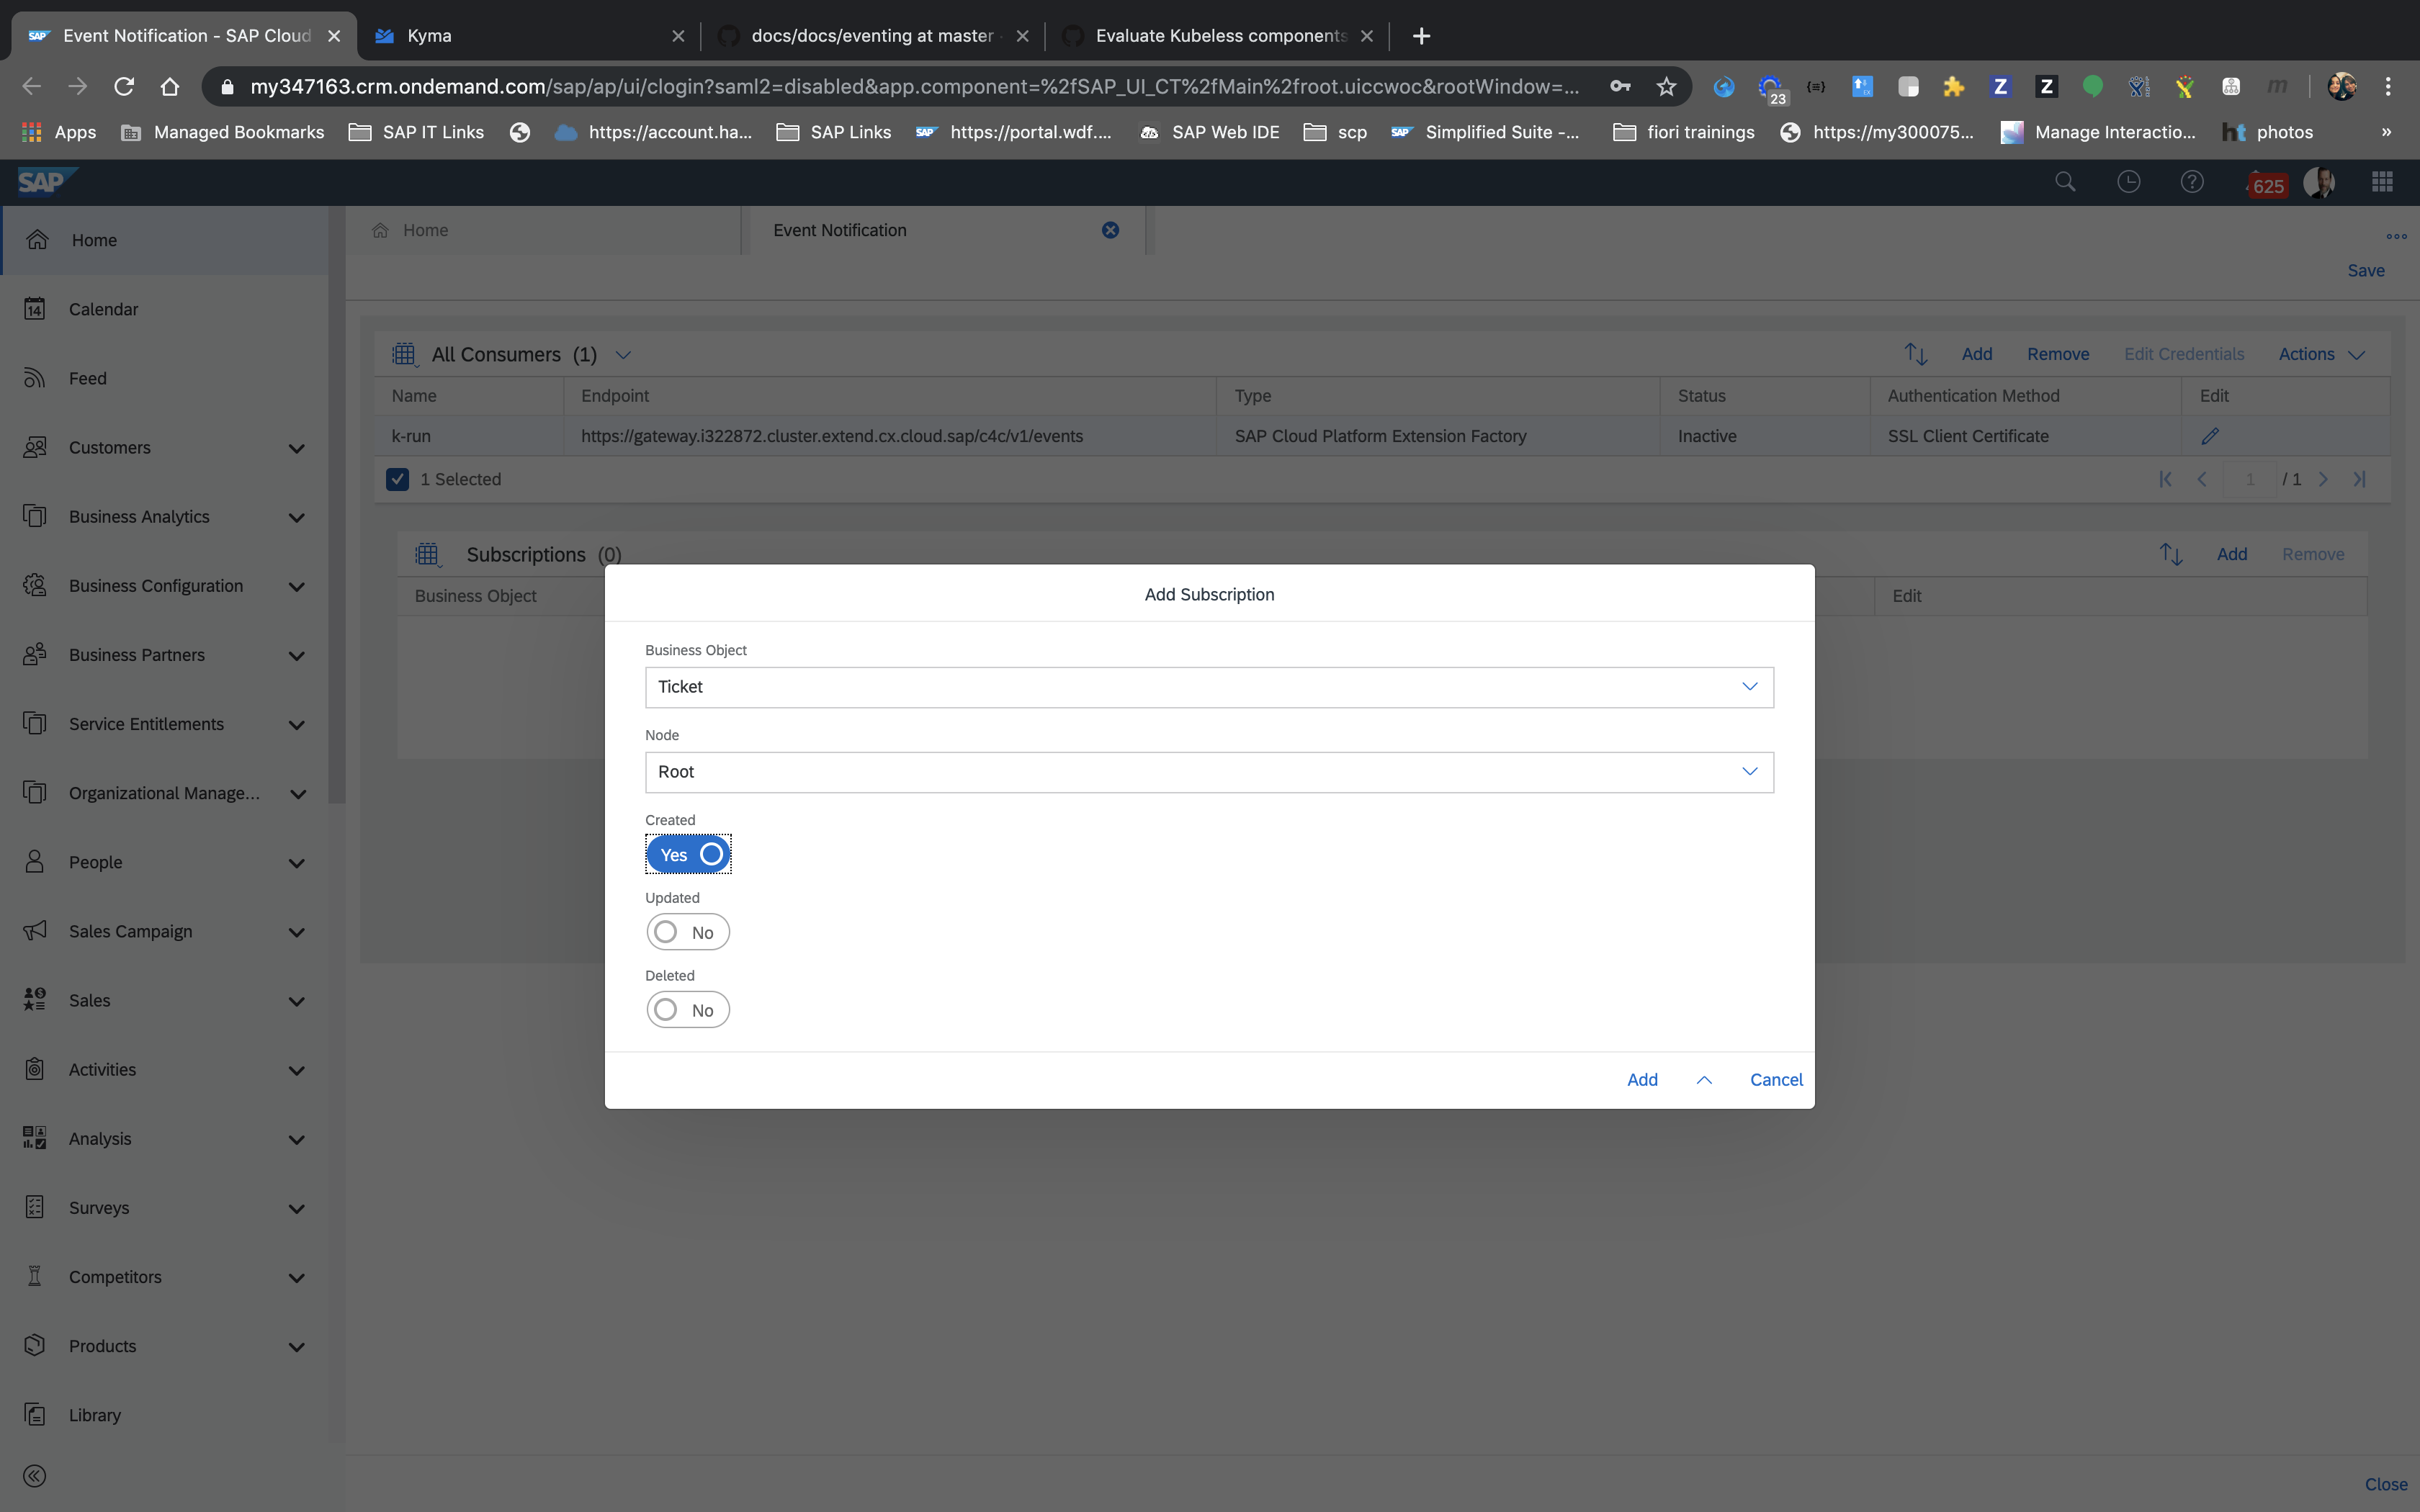 SAP Event Notification - SAP Cloud
Kyma
docs/docs/eventing at master
Evaluate Kubeless components
my347163.crm.ondemand.com/sap/ap/ui/clogin?saml2=disabled&app.component=%2fSAP_UI_CT%2fMain%2froot.uiccwoc&rootWindow=...
23
Apps
Managed Bookmarks
SAP IT Links
https://account.ha...
SAP Links
SAP https://portal.wdf....
SAP Web IDE
scp
SAP Simplified Suite -...
fiori trainings
https://my300075...
Manage Interactio...
ht photos
»
SAP
625
Home
14 Calendar
Feed
Customers
Business Analytics
Business Configuration
Business Partners
Service Entitlements
Organizational Manage...
People
Sales Campaign
Sales
Activities
Analysis
Surveys
Competitors
Products
Library
Home
Event Notification
Save
All Consumers (1)
Add Remove Edit Credentials Actions
Name Endpoint Type Status Authentication Method Edit
k-run https://gateway.i322872.cluster.extend.cx.cloud.sap/c4c/v1/events SAP Cloud Platform Extension Factory Inactive SSL Client Certificate
1 Selected
1 / 1
Subscriptions (0)
Add Remove
Business Object Edit
Add Subscription
Business Object
Ticket
Node
Root
Created
Yes
Updated
No
Deleted
No
Add Cancel
Close